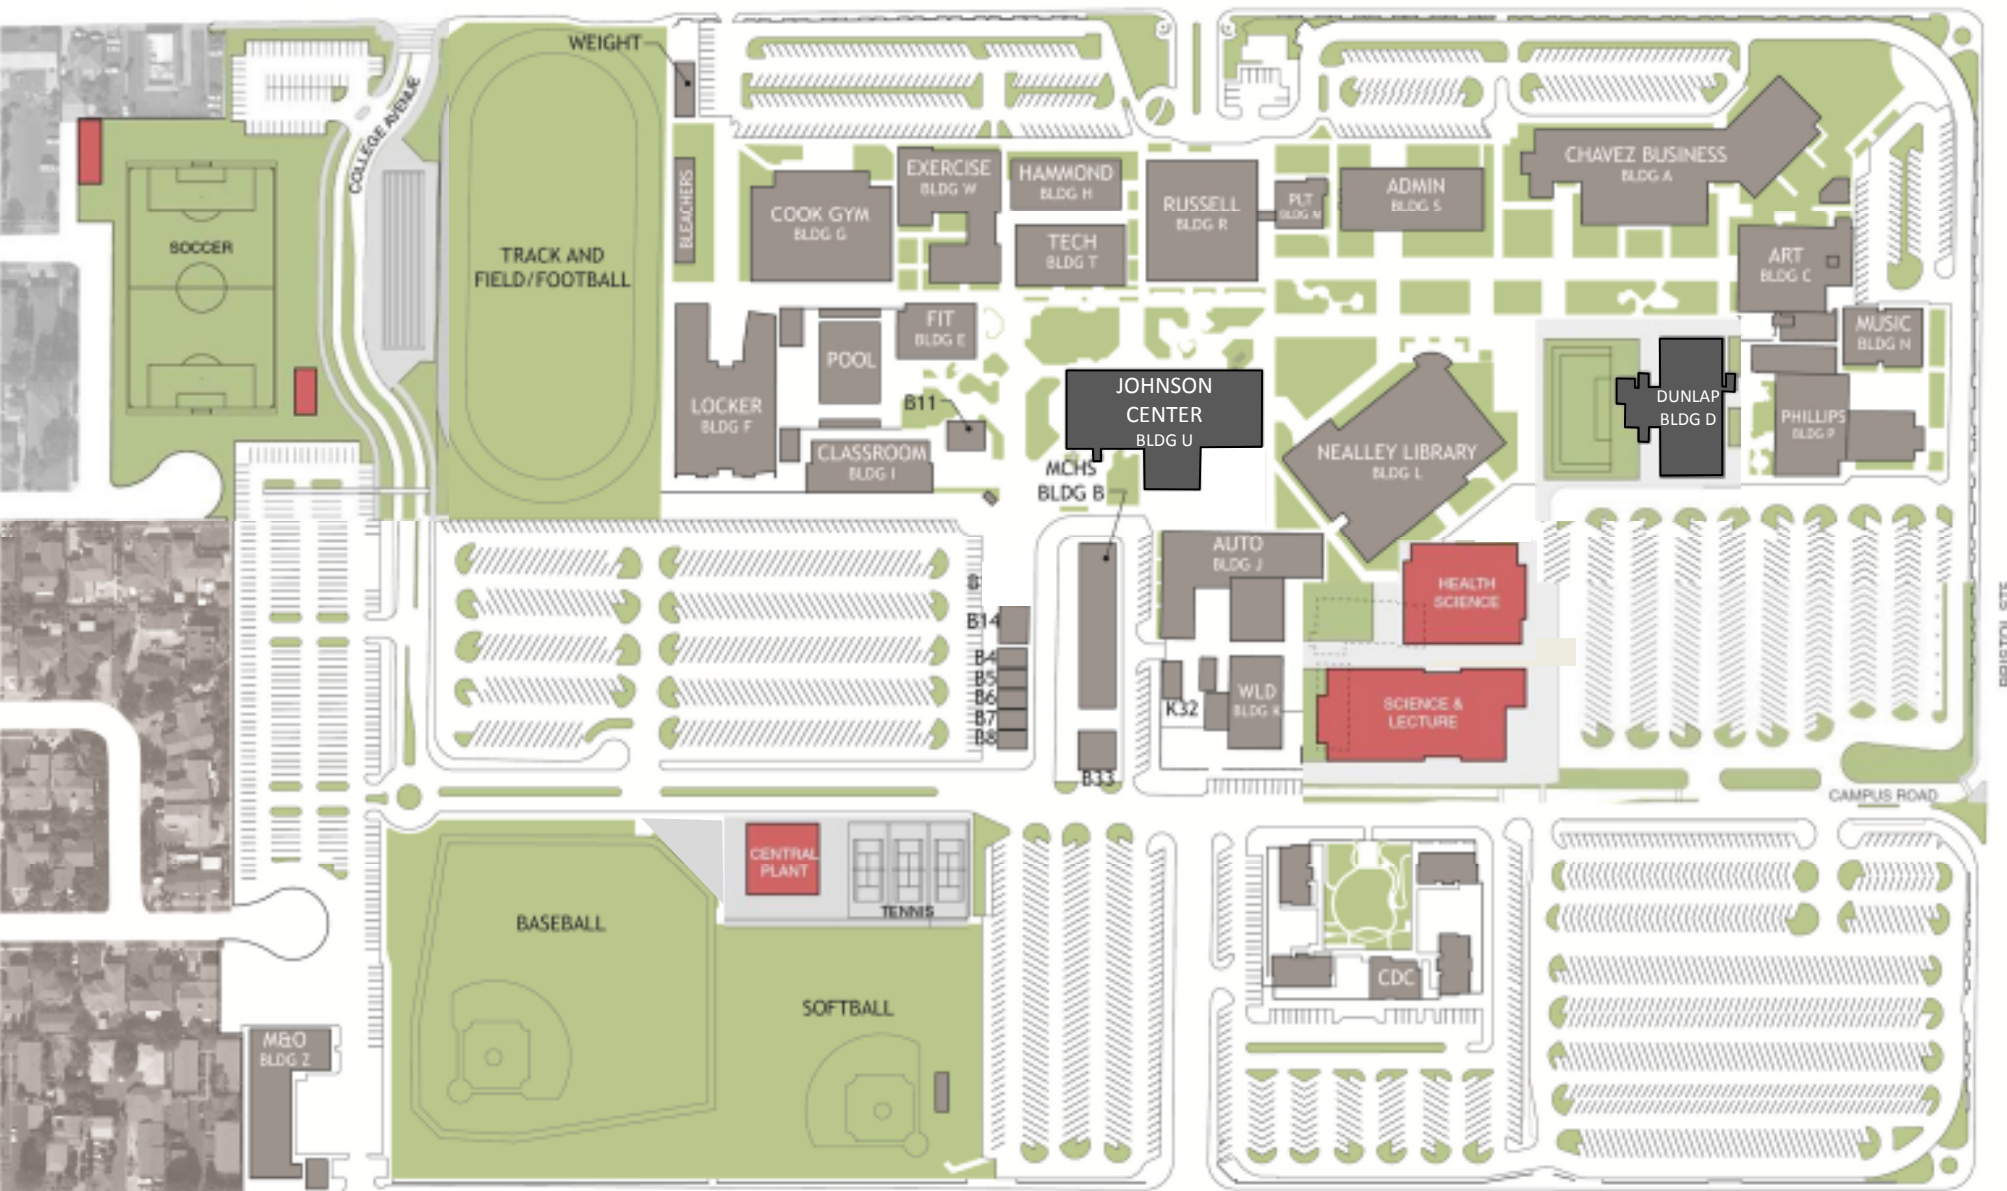 WEIGHT
COLLEGE AVENUE
EXERCISE
BLDG W
HAMMOND
BLDG H
CHAVEZ BUSINESS
BLDG A
BLEACHERS
COOK GYM
BLDG G
RUSSELL
BLDG R
PLT
BLDG M
ADMIN
BLDG S
SOCCER
TRACK AND
FIELD/FOOTBALL
TECH
BLDG T
ART
BLDG C
FIT
BLDG E
MUSIC
BLDG N
POOL
JOHNSON
CENTER
BLDG U
DUNLAP
BLDG D
LOCKER
BLDG F
B11
PHILLIPS
BLDG P
CLASSROOM
BLDG I
MCHS
BLDG B
NEALLEY LIBRARY
BLDG L
AUTO
BLDG J
HEALTH
SCIENCE
B14
B4
B5
B6
B7
B8
K32
WLD
BLDG K
SCIENCE &
LECTURE
B33
CAMPUS ROAD
CENTRAL
PLANT
TENNIS
BASEBALL
SOFTBALL
CDC
M&O
BLDG Z